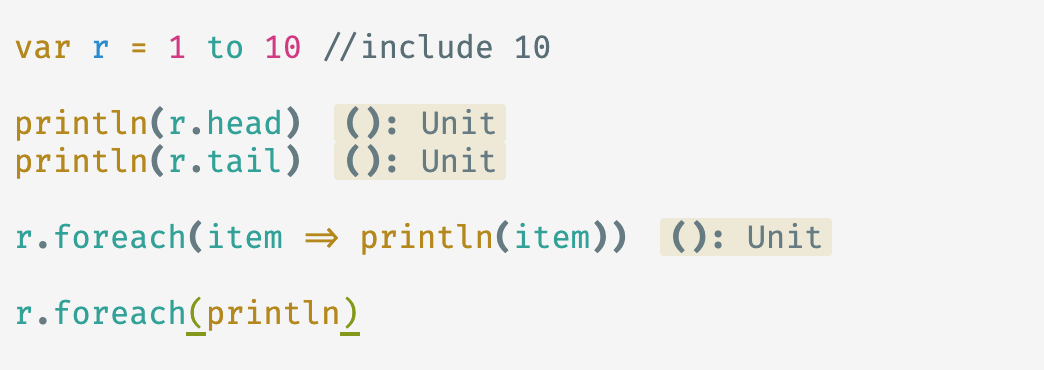 var r = 1 to 10 //include 10
println(r.head) (): Unit
println(r.tail) (): Unit
r.foreach(item => println(item)) (): Unit
r.foreach(println)